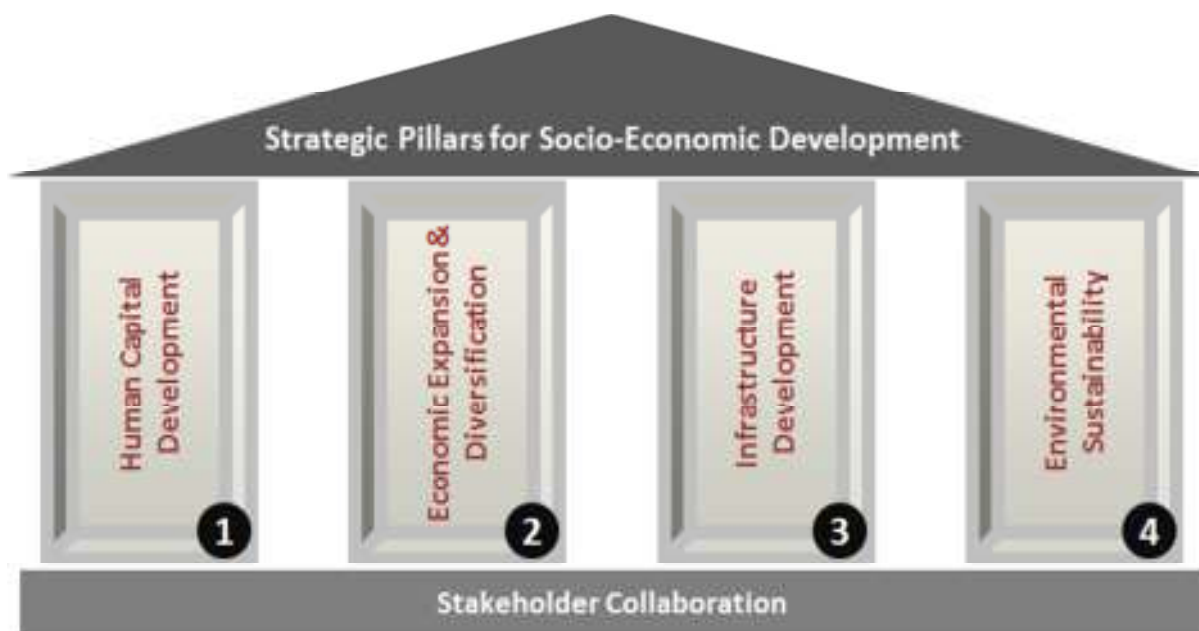 Strategic Pillars for Socio-Economic Development
Human Capital
Development
1
Economic Expansion &
Diversification
2
Infrastructure
Development
3
Environmental
Sustainability
4
Stakeholder Collaboration